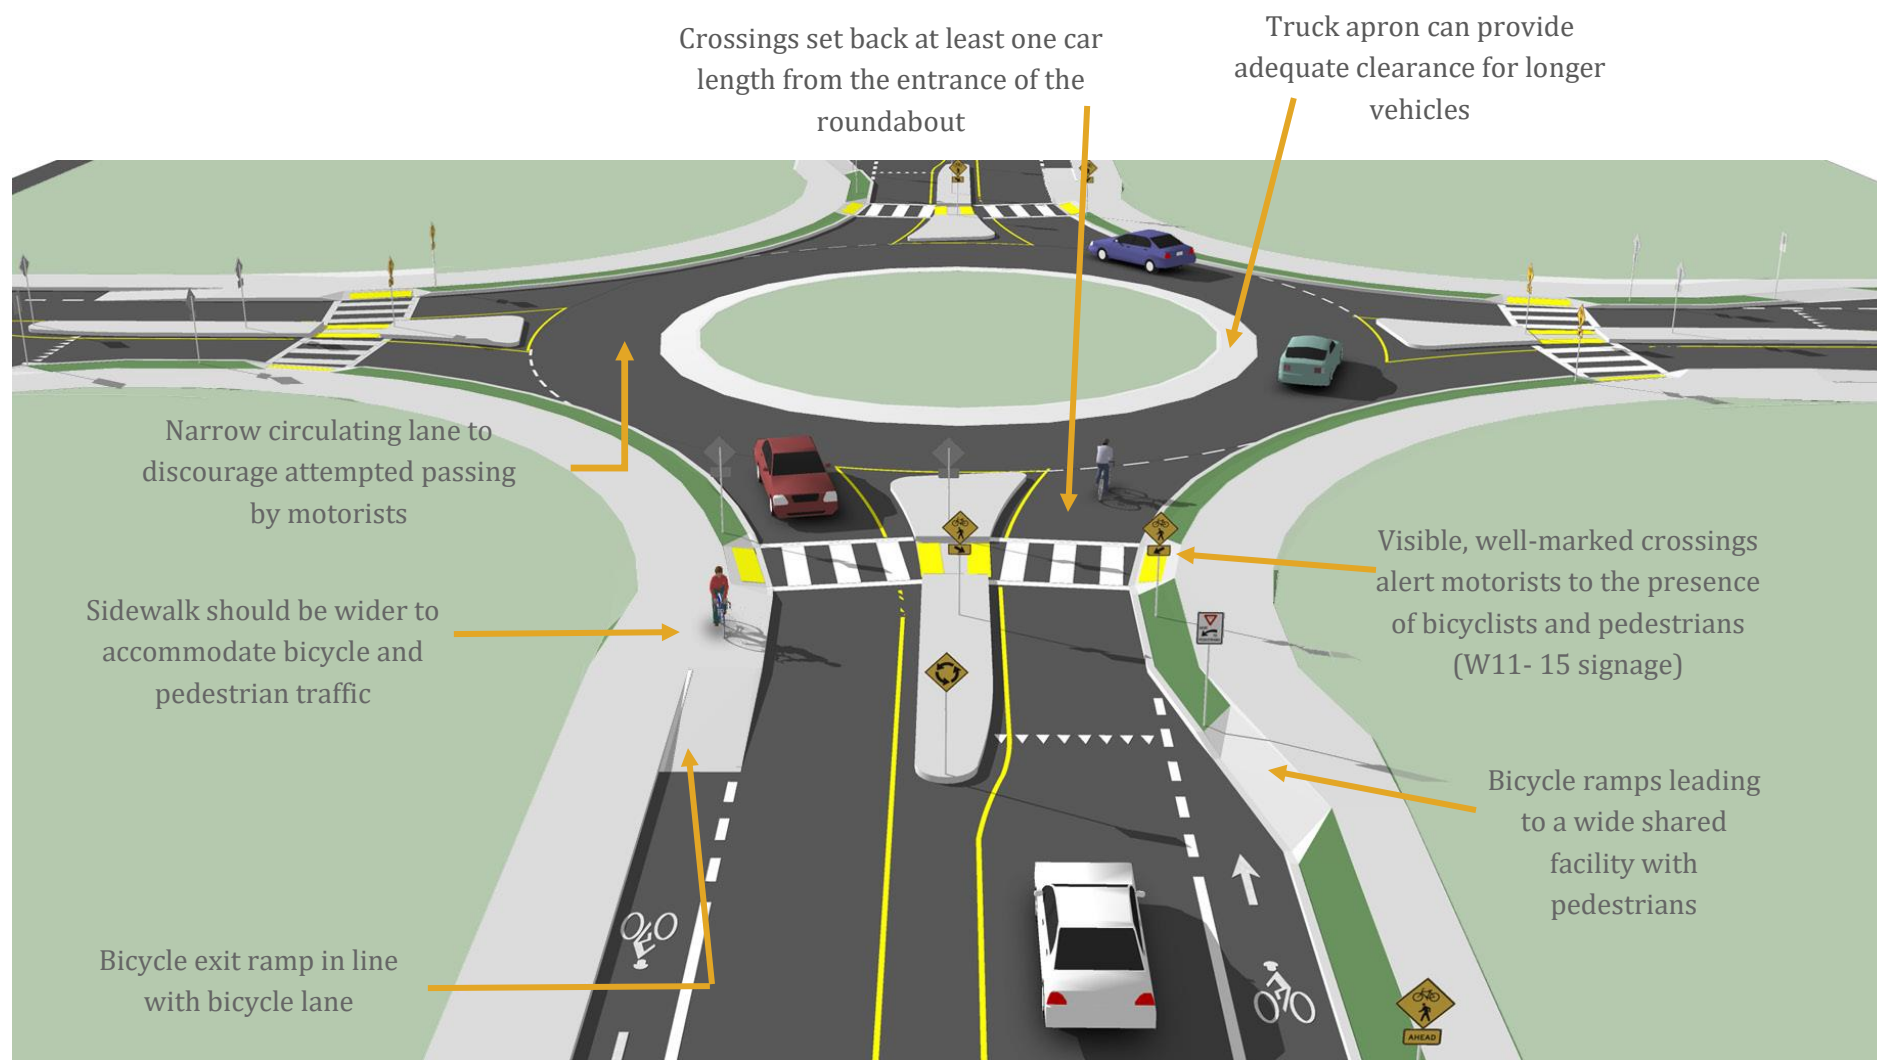 Crossings set back at least one car
length from the entrance of the
roundabout
Truck apron can provide
adequate clearance for longer
vehicles
Narrow circulating lane to
discourage attempted passing
by motorists
Visible, well-marked crossings
alert motorists to the presence
of bicyclists and pedestrians
(W11- 15 signage)
Sidewalk should be wider to
accommodate bicycle and
pedestrian traffic
Bicycle ramps leading
to a wide shared
facility with
pedestrians
Bicycle exit ramp in line
with bicycle lane
AHEAD